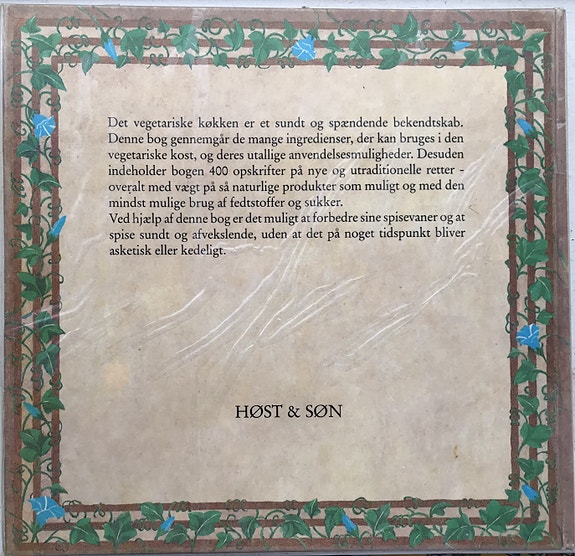 Det vegetariske køkken er et sundt og spændende bekendtskab.
Denne bog gennemgår de mange ingredienser, der kan bruges i den
vegetariske kost, og deres utallige anvendelsesmuligheder. Desuden
indeholder bogen 400 opskrifter på nye og utraditionelle retter -
overalt med vægt på så naturlige produkter som muligt og med den
mindst mulige brug af fedtstoffer og sukker.
Ved hjælp af denne bog er det muligt at forbedre sine spisevaner og at
spise sundt og afvekslende, uden at det på noget tidspunkt bliver
asketisk eller kedeligt.
HØST & SØN